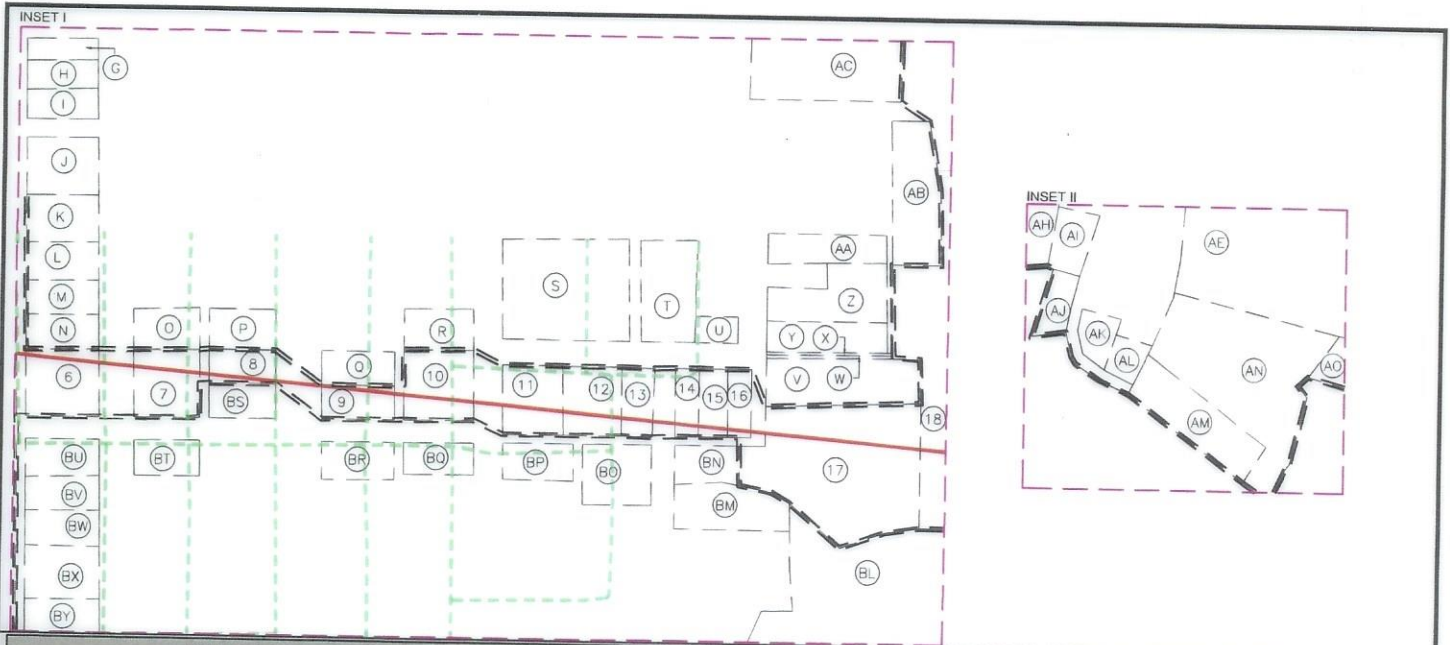 INSET I
G
H
I
J
K
L
M
N
O
P
Q
R
S
T
U
V
W
X
Y
Z
AA
AB
AC
6
7
8
9
10
11
12
13
14
15
16
17
18
BS
BT
BU
BV
BW
BX
BY
BR
BQ
BP
BO
BN
BM
BL
INSET II
AH
AI
AE
AJ
AK
AL
AN
AO
AM